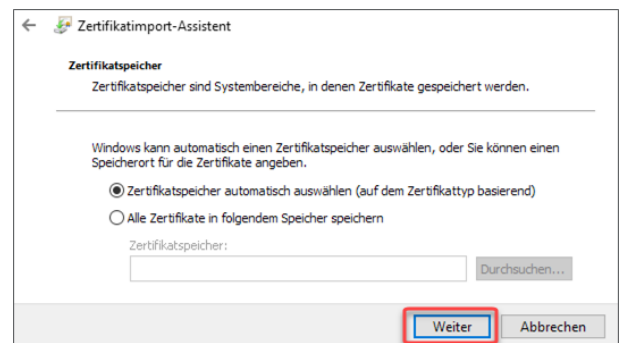 Zertifikatimport-Assistent
Zertifikatspeicher
Zertifikatspeicher sind Systembereiche, in denen Zertifikate gespeichert werden.
Windows kann automatisch einen Zertifikatspeicher auswählen, oder Sie können einen
Speicherort für die Zertifikate angeben.
Zertifikatspeicher automatisch auswählen (auf dem Zertifikattyp basierend)
Alle Zertifikate in folgendem Speicher speichern
Zertifikatspeicher:
Durchsuchen...
Weiter Abbrechen